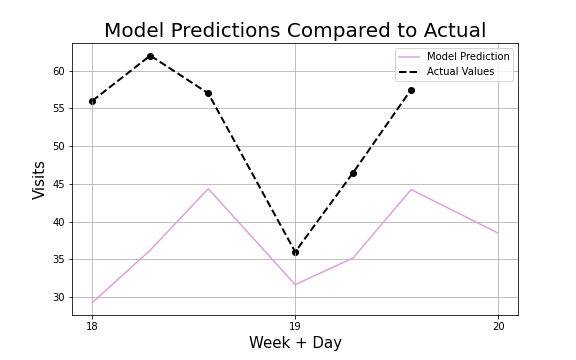 Model Predictions Compared to Actual
Model Prediction
Actual Values
Visits
60
55
50
45
40
35
30
18
19
20
Week + Day